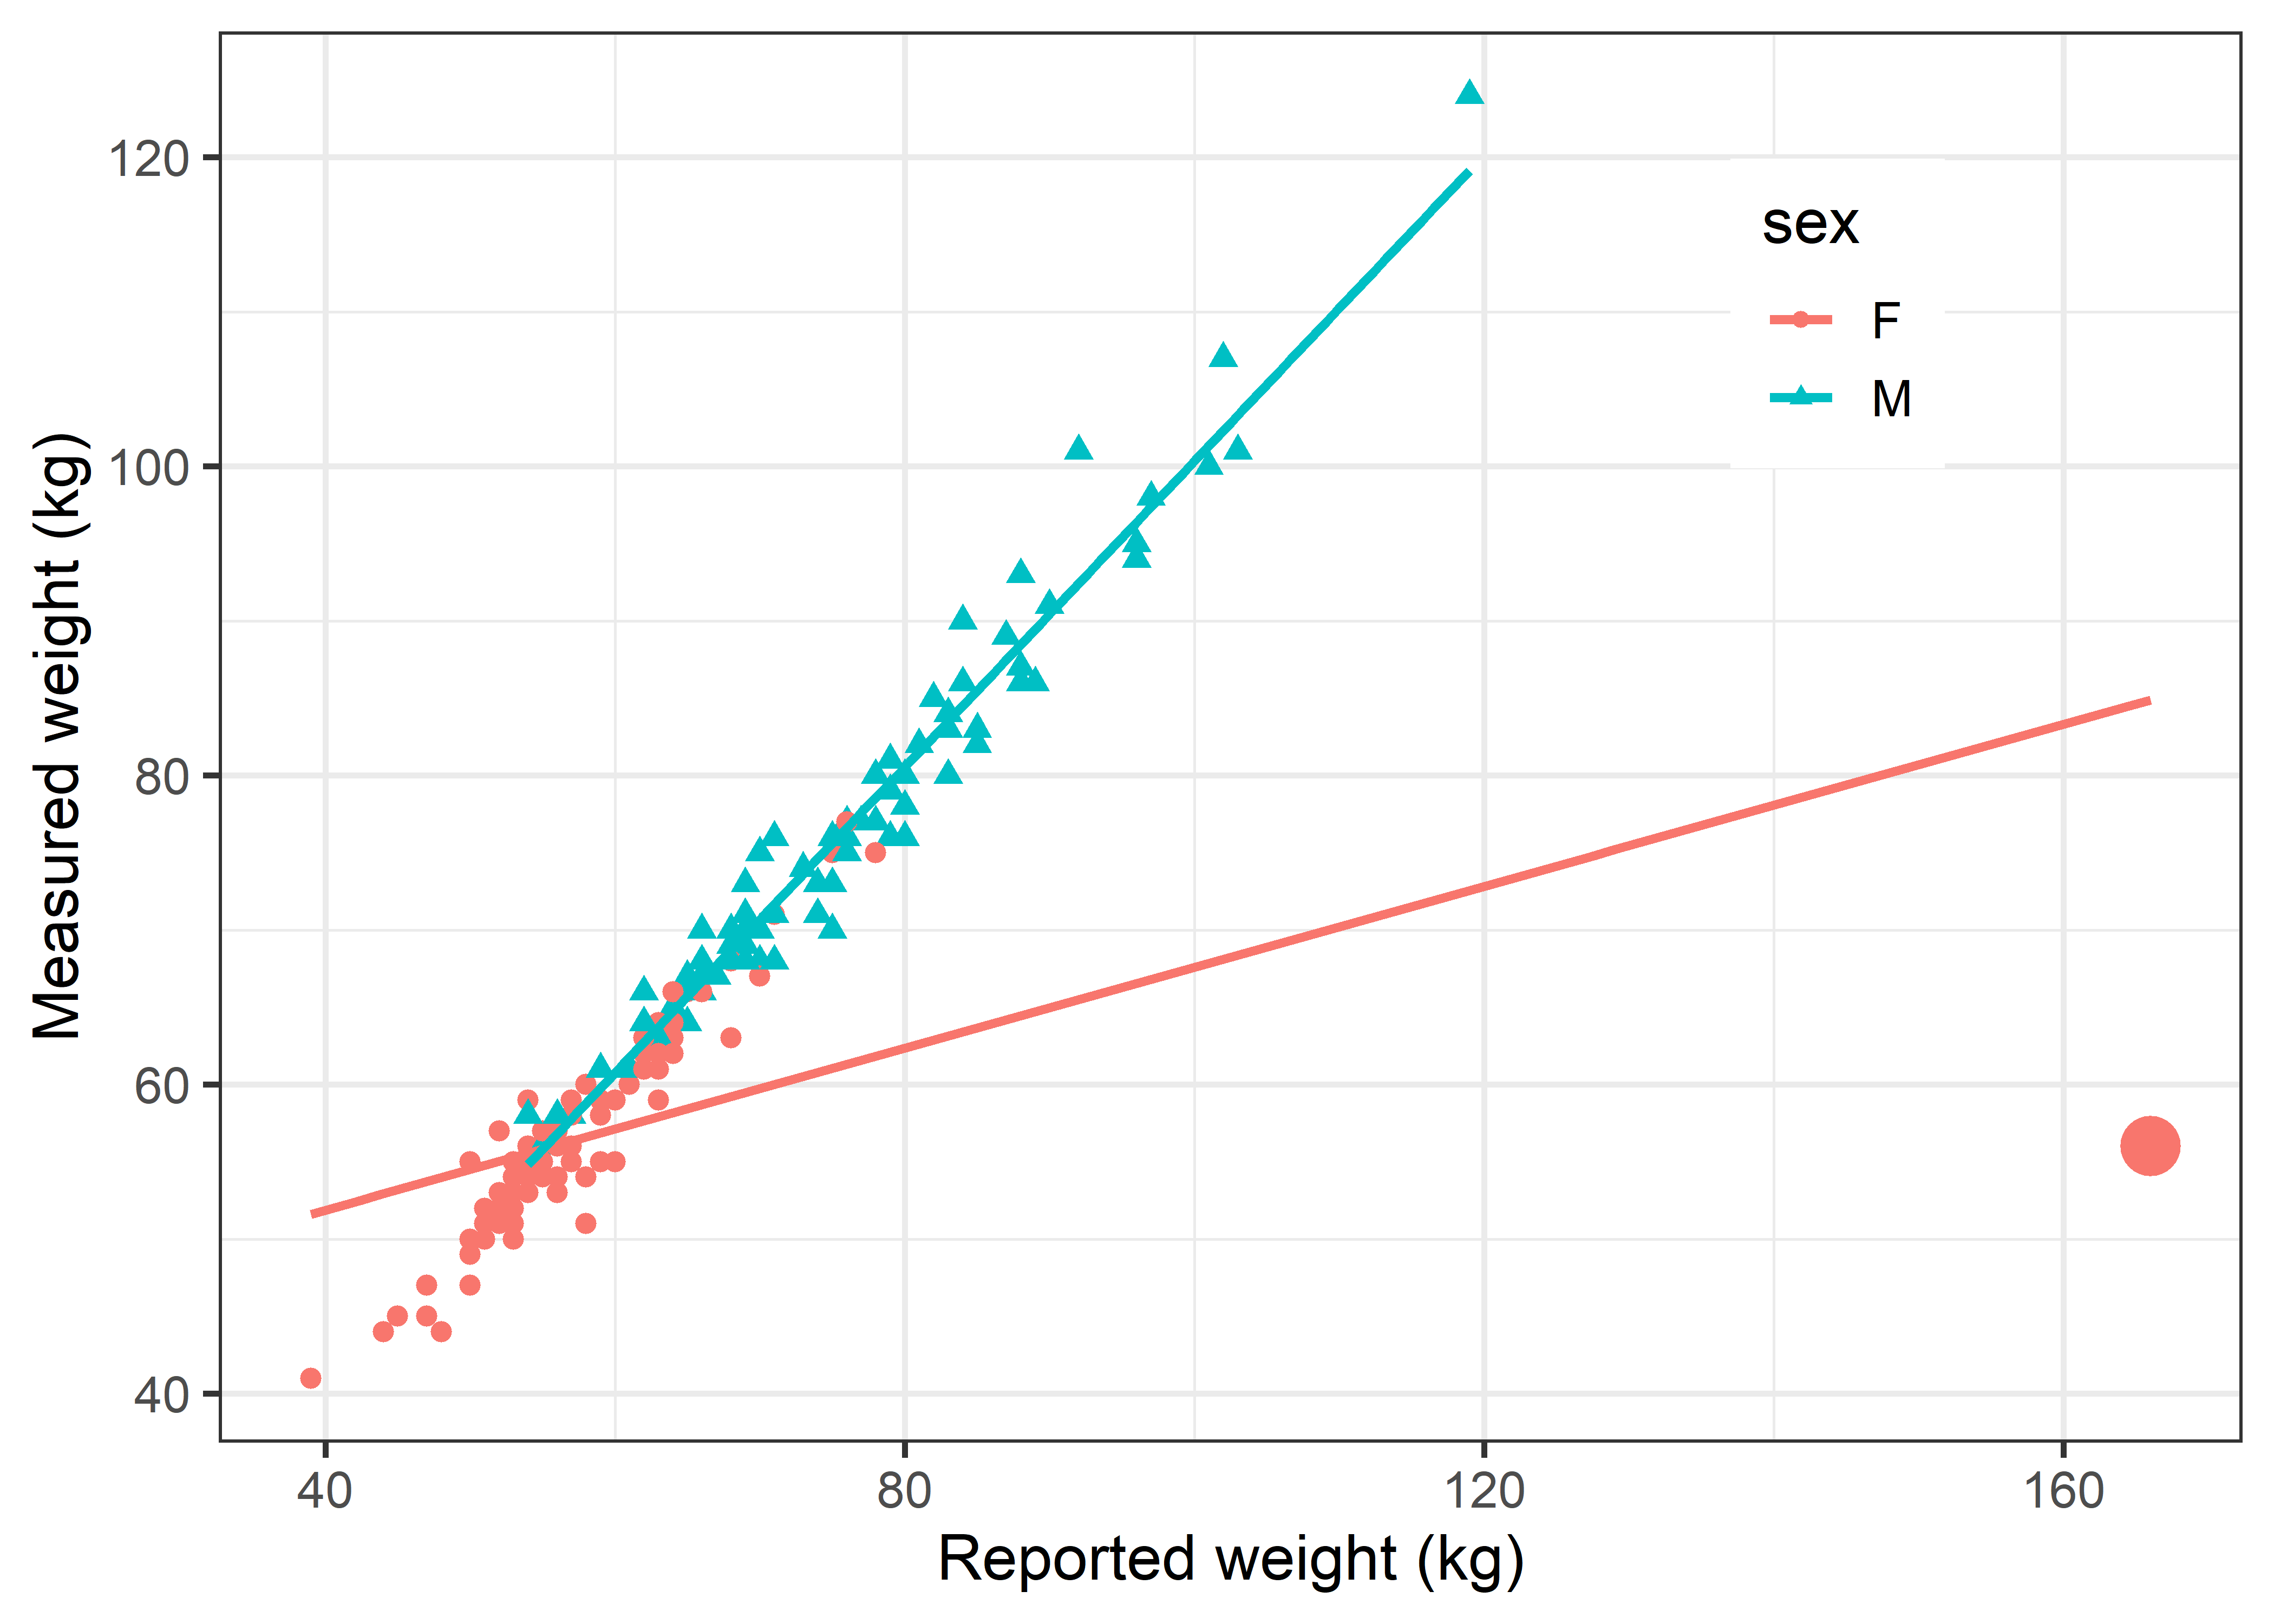 120
100
80
60
40
Measured weight (kg)
sex
F
M
40 80 120 160
Reported weight (kg)